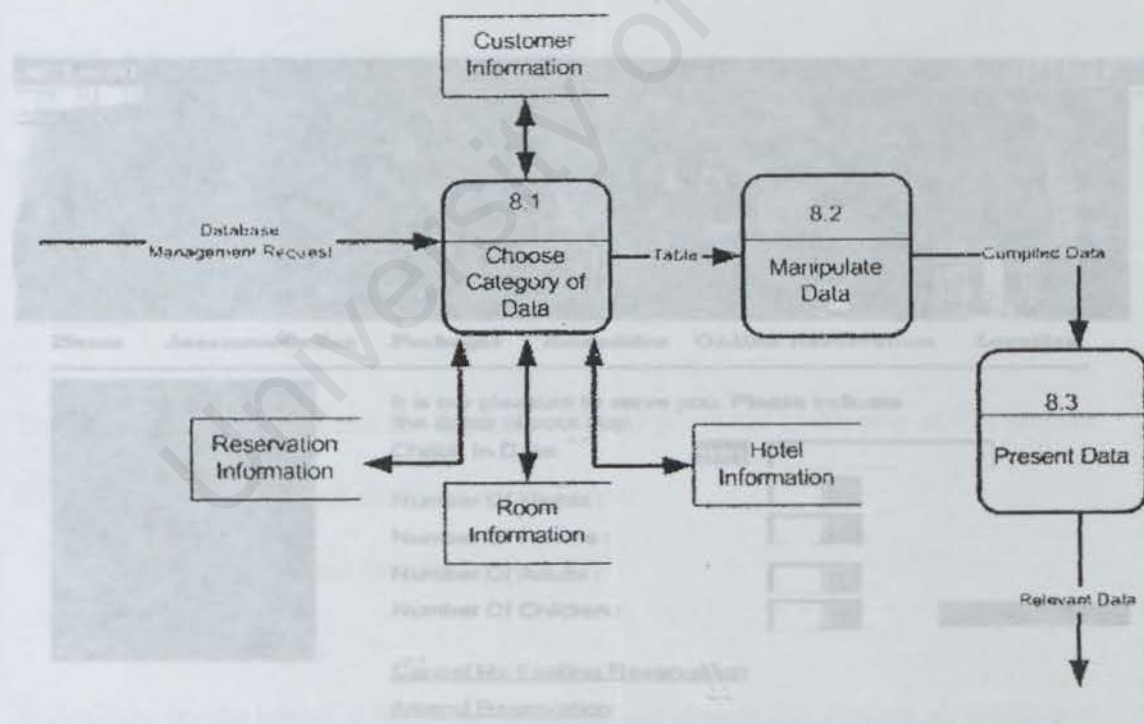 Customer
Information
University of
8.1
Choose
Category of
Data
Database
Management Request
Table
8.2
Manipulate
Data
Compiled Data
8.3
Present Data
Reservation
Information
Room
Information
Hotel
Information
Relevant Data
It is our pleasure to serve you. Please indicate
Number Of Adults :
Number Of Children :
Cancel My Existing Reservation
Amend Reservation